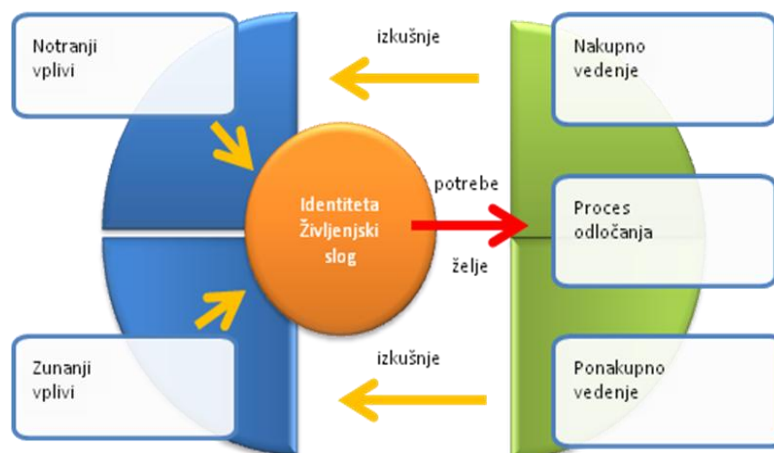 Notranji
vplivi
izkušnje
Nakupno
vedenje
Identiteta
Življenjski
slog
potrebe
želje
Proces
odločanja
Zunanji
vplivi
izkušnje
Ponakupno
vedenje